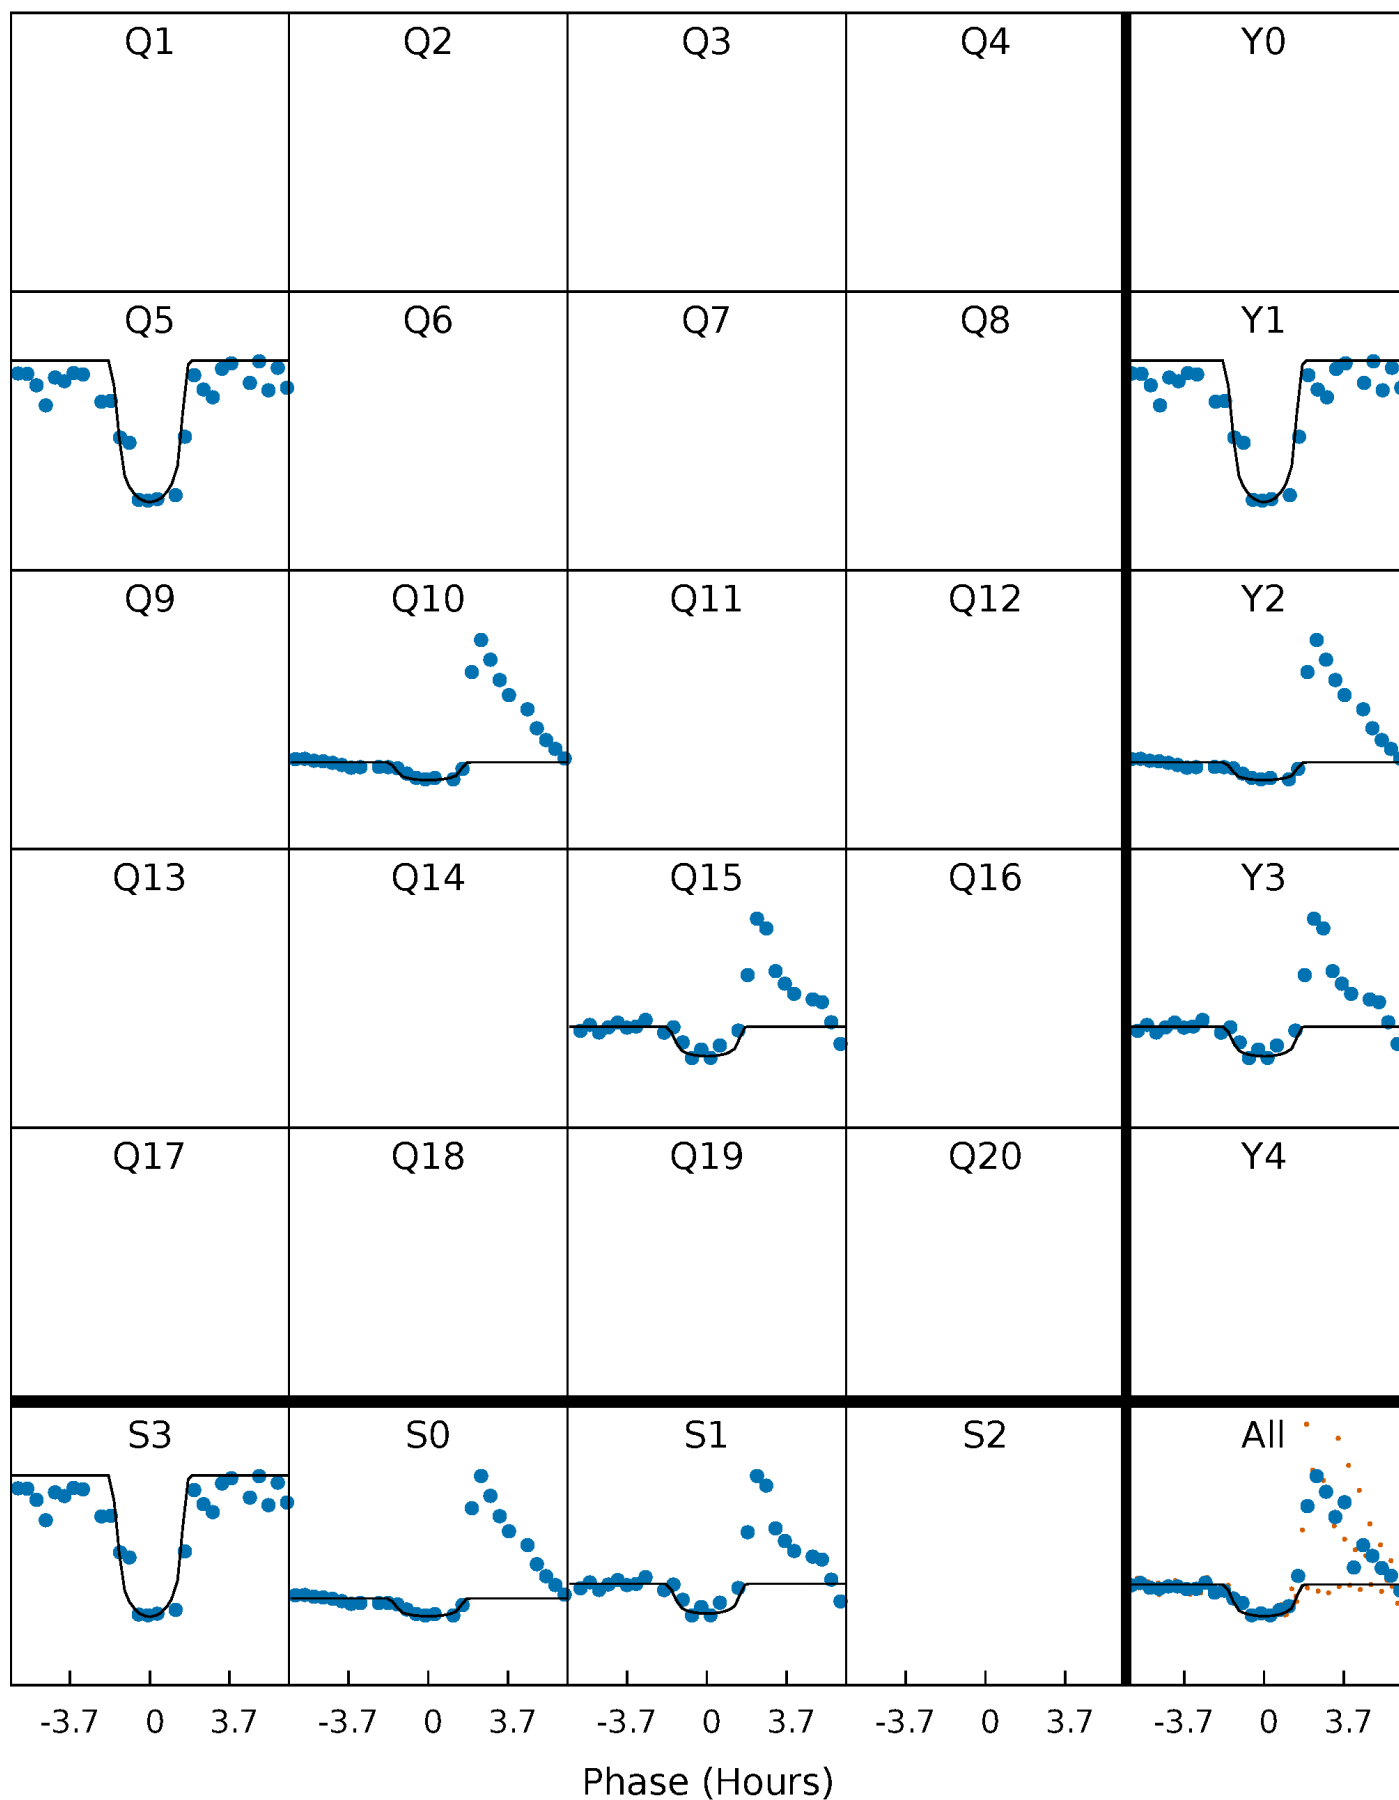 Q1 Q2 Q3 Q4 Y0
Q5 Q6 Q7 Q8 Y1
Q9 Q10 Q11 Q12 Y2
Q13 Q14 Q15 Q16 Y3
Q17 Q18 Q19 Q20 Y4
S3 S0 S1 S2 All
-3.7 0 3.7 -3.7 0 3.7 -3.7 0 3.7 -3.7 0 3.7 -3.7 0 3.7
Phase (Hours)